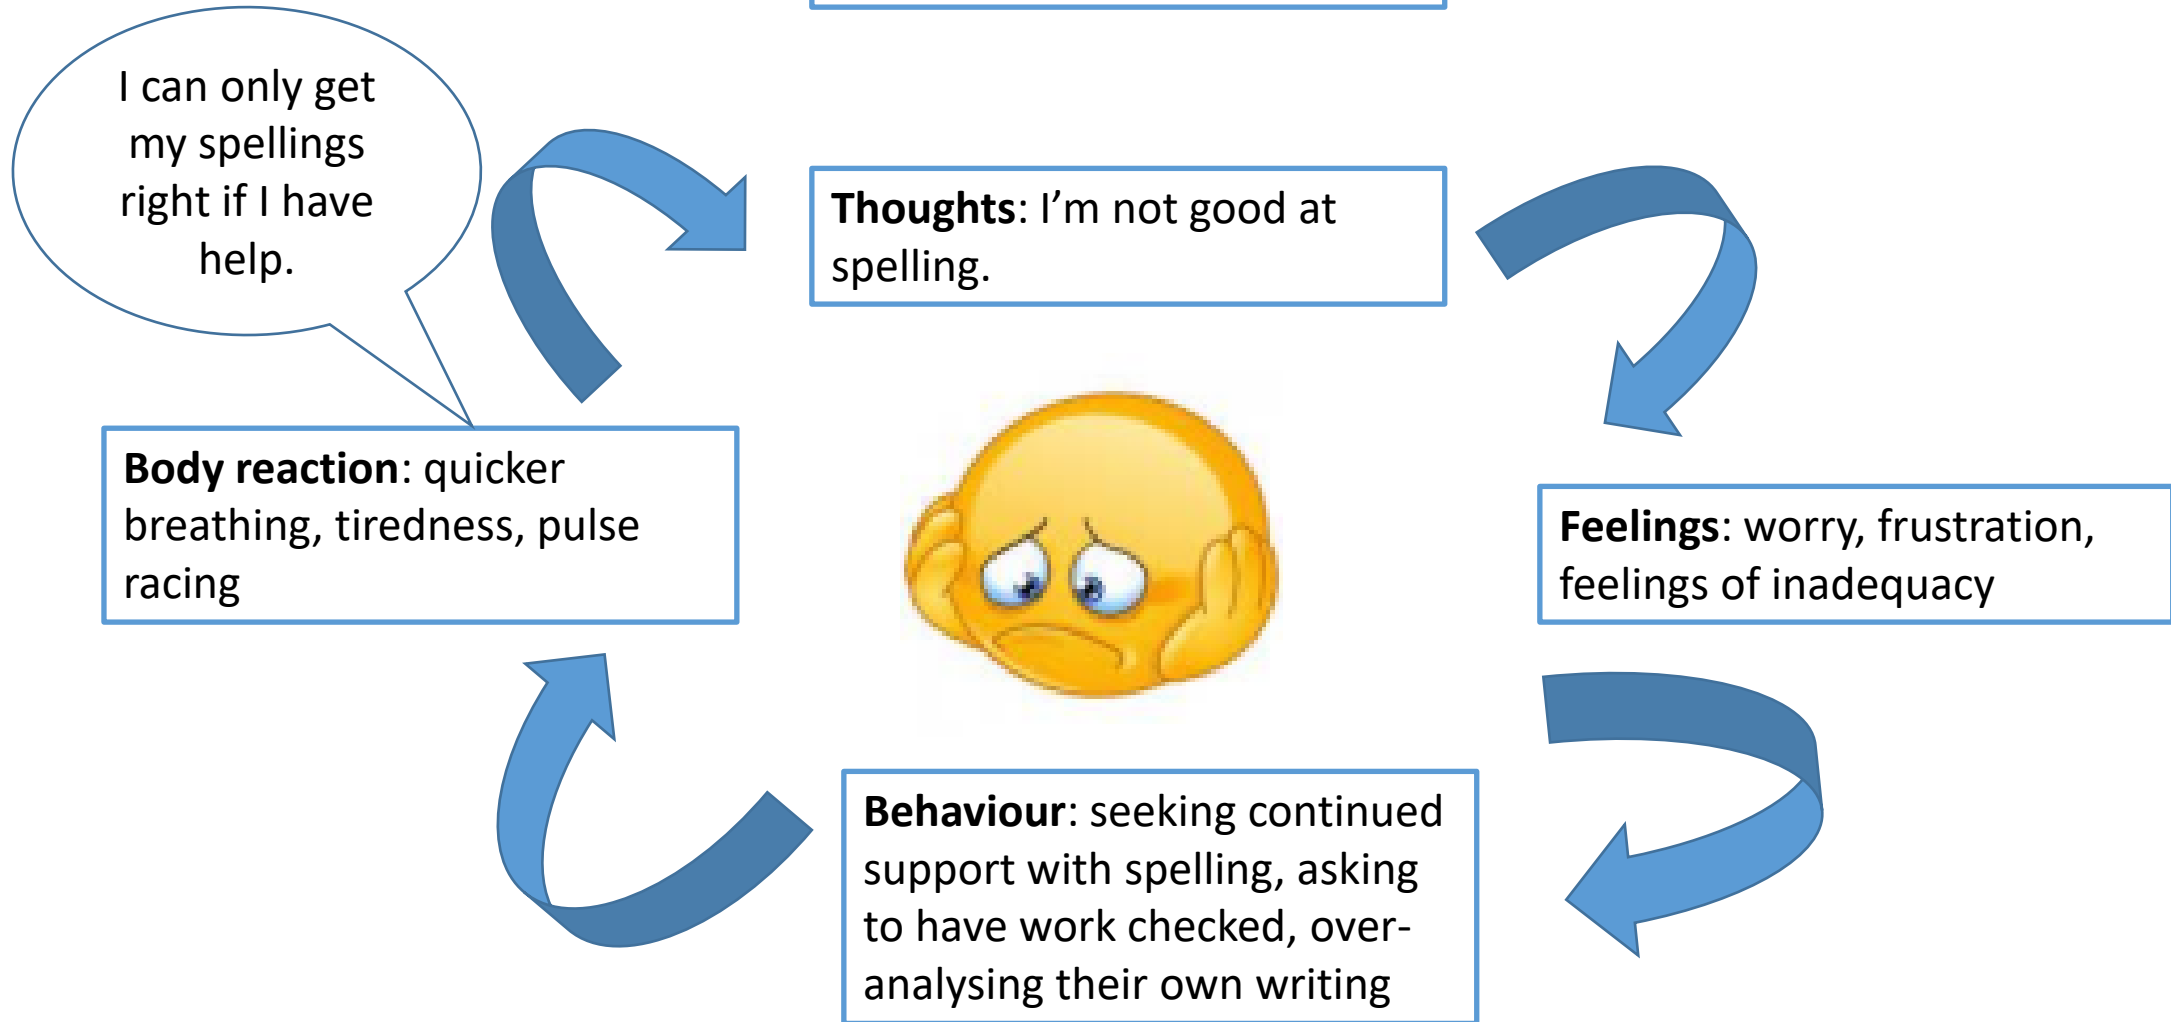 I can only get
my spellings
right if I have
help.
Thoughts: I’m not good at
spelling.
Body reaction: quicker
breathing, tiredness, pulse
racing
Feelings: worry, frustration,
feelings of inadequacy
Behaviour: seeking continued
support with spelling, asking
to have work checked, over-
analysing their own writing